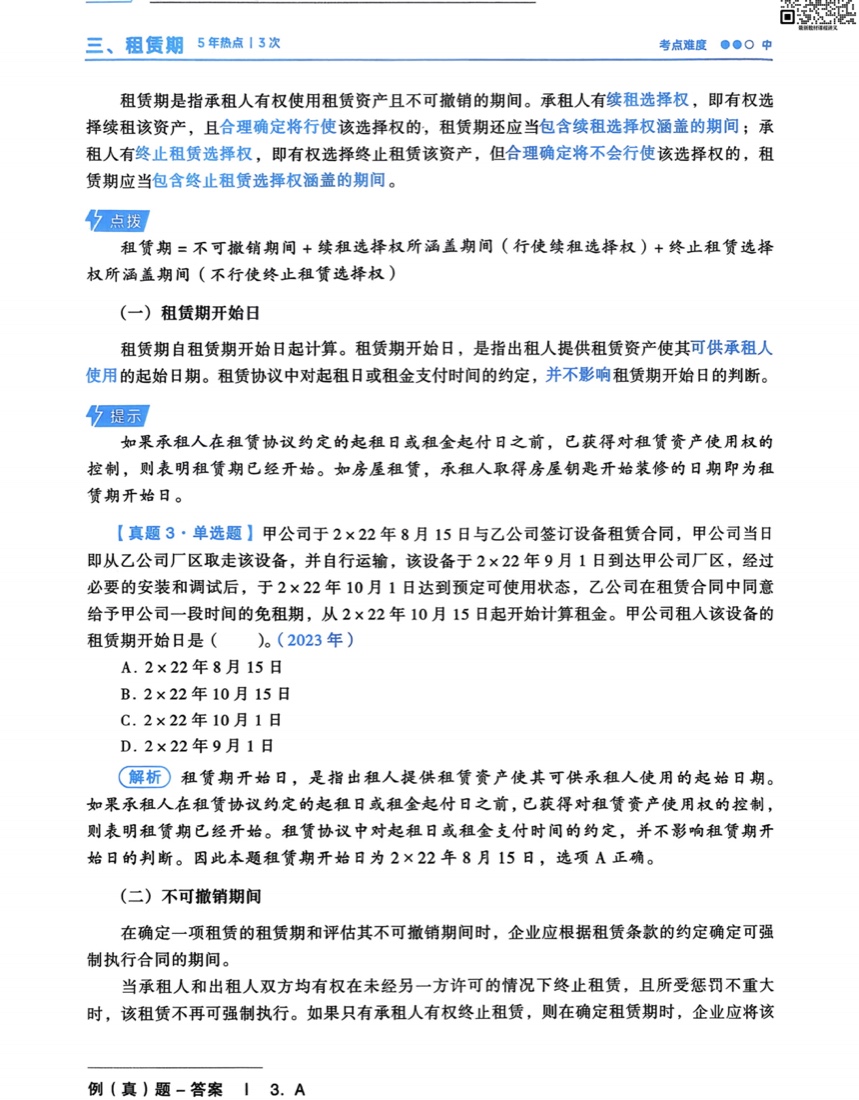 三、租赁期 5年热点 | 3次 考点难度 中
租赁期是指承租人有权使用租赁资产且不可撤销的期间。承租人有续租选择权，即有权选
择续租该资产，且合理确定将行使该选择权的，租赁期还应当包含续租选择权涵盖的期间；承
租人有终止租赁选择权，即有权选择终止租赁该资产，但合理确定将不会行使该选择权的，租
赁期应当包含终止租赁选择权涵盖的期间。
点拨
租赁期 = 不可撤销期间 + 续租选择权所涵盖期间（行使续租选择权）+ 终止租赁选择
权所涵盖期间（不行使终止租赁选择权）
（一）租赁期开始日
租赁期自租赁期开始日起计算。租赁期开始日，是指出租人提供租赁资产使其可供承租人
使用的起始日期。租赁协议中对起租日或租金支付时间的约定，并不影响租赁期开始日的判断。
提示
如果承租人在租赁协议约定的起租日或租金起付日之前，已获得对租赁资产使用权的
控制，则表明租赁期已经开始。如房屋租赁，承租人取得房屋钥匙开始装修的日期即为租
赁期开始日。
【真题 3·单选题】甲公司于 2×22 年 8 月 15 日与乙公司签订设备租赁合同，甲公司当日
即从乙公司厂区取走该设备，并自行运输，该设备于 2×22 年 9 月 1 日到达甲公司厂区，经过
必要的安装和调试后，于 2×22 年 10 月 1 日达到预定可使用状态，乙公司在租赁合同中同意
给予甲公司一段时间的免租期，从 2×22 年 10 月 15 日起开始计算租金。甲公司租入该设备的
租赁期开始日是（　　）。（2023 年）
A. 2×22 年 8 月 15 日
B. 2×22 年 10 月 15 日
C. 2×22 年 10 月 1 日
D. 2×22 年 9 月 1 日
解析 租赁期开始日，是指出租人提供租赁资产使其可供承租人使用的起始日期。
如果承租人在租赁协议约定的起租日或租金起付日之前，已获得对租赁资产使用权的控制，
则表明租赁期已经开始。租赁协议中对起租日或租金支付时间的约定，并不影响租赁期开
始日的判断。因此本题租赁期开始日为 2×22 年 8 月 15 日，选项 A 正确。
（二）不可撤销期间
在确定一项租赁的租赁期和评估其不可撤销期间时，企业应根据租赁条款的约定确定可强
制执行合同的期间。
当承租人和出租人双方均有权在未经另一方许可的情况下终止租赁，且所受惩罚不重大
时，该租赁不再可强制执行。如果只有承租人有权终止租赁，则在确定租赁期时，企业应将该
例（真）题 – 答案 | 3. A